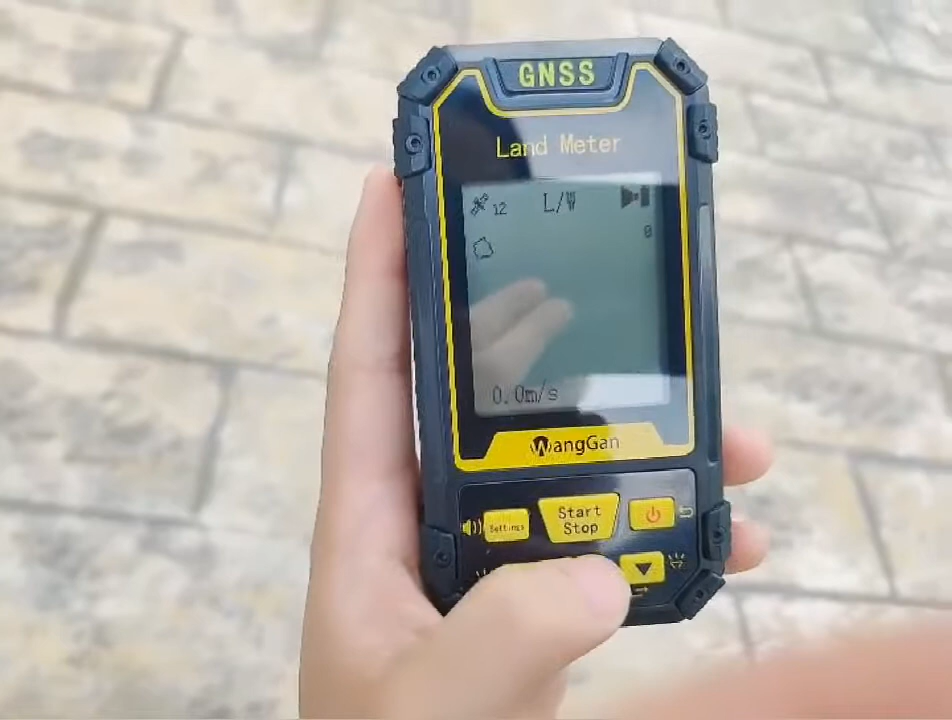 GNSS
Land Meter
12 L/W
0
0.0m/s
WangGan
Settings
Start
Stop